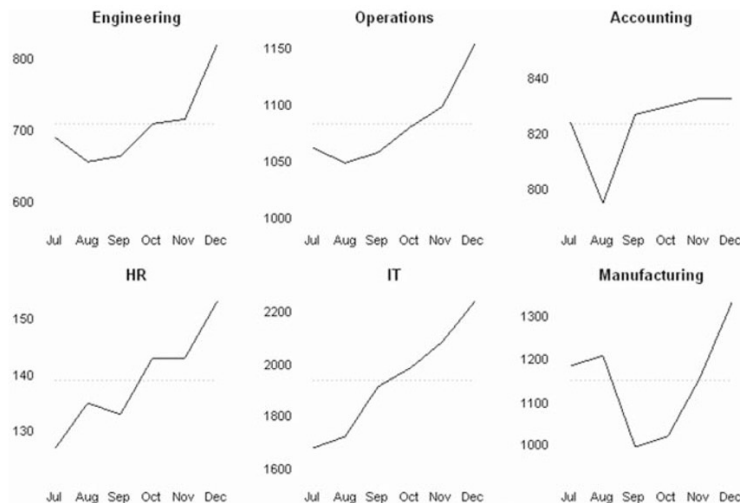 Engineering
800
700
600
Jul Aug Sep Oct Nov Dec
Operations
1150
1100
1050
1000
Jul Aug Sep Oct Nov Dec
Accounting
840
820
800
Jul Aug Sep Oct Nov Dec
HR
150
140
130
Jul Aug Sep Oct Nov Dec
IT
2200
2000
1800
1600
Jul Aug Sep Oct Nov Dec
Manufacturing
1300
1200
1100
1000
Jul Aug Sep Oct Nov Dec